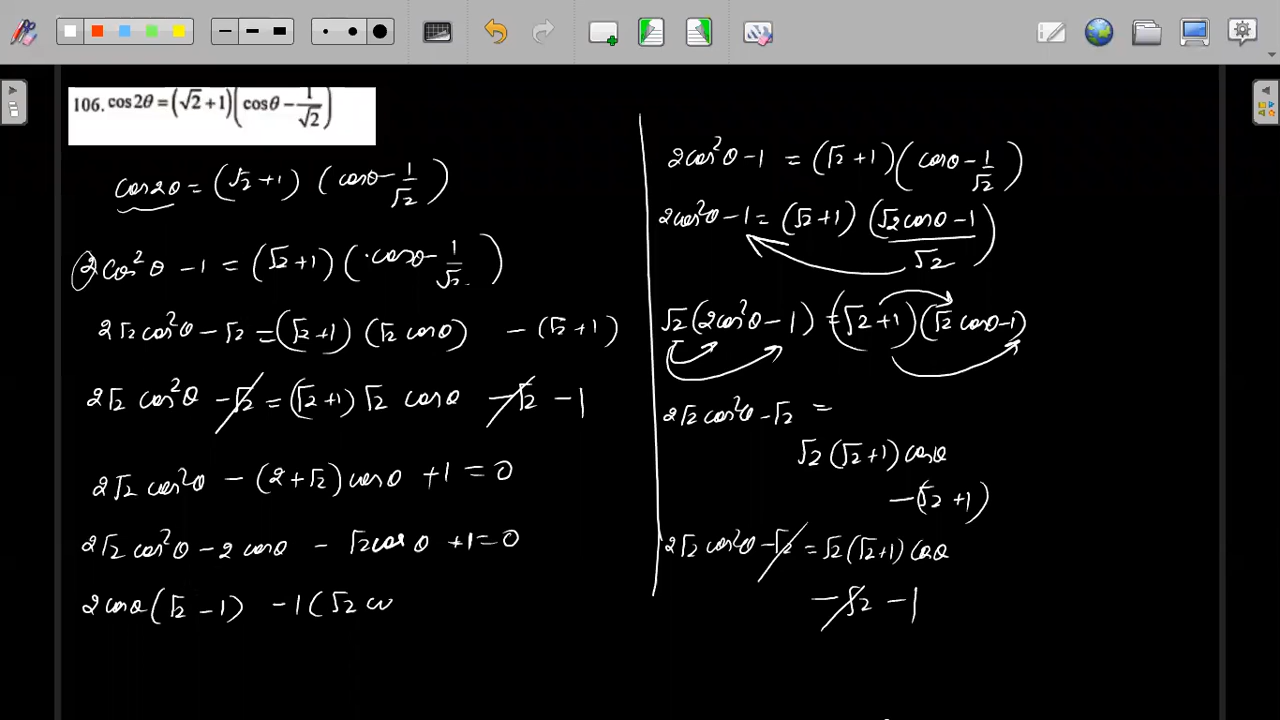 106. cos2θ = (√2+1)(cosθ − 1/√2)
cos2θ = (√2 +1) (cosθ − 1/√2)
2cos²θ −1 = (√2 +1) (cosθ − 1/√2)
2√2 cos²θ − √2 = (√2+1) (√2 cosθ) − (√2 +1)
2√2 cos²θ − √2 = (√2+1) √2 cosθ − √2 − 1
2√2 cos²θ − (2+√2) cosθ +1 = 0
2√2 cos²θ − 2 cosθ − √2 cosθ +1 = 0
2cosθ (√2 −1) −1 ( √2 co
2cos²θ −1 = (√2 +1) (cosθ − 1/√2)
2cos²θ −1 = (√2 +1) (√2cosθ −1 / √2)
√2 (2cos²θ −1) = (√2 +1) (√2 cosθ −1)
2√2 cos²θ − √2 =
√2 (√2+1) cosθ
− (√2 +1)
2√2 cos²θ − √2 = √2 (√2+1) cosθ
− √2 − 1